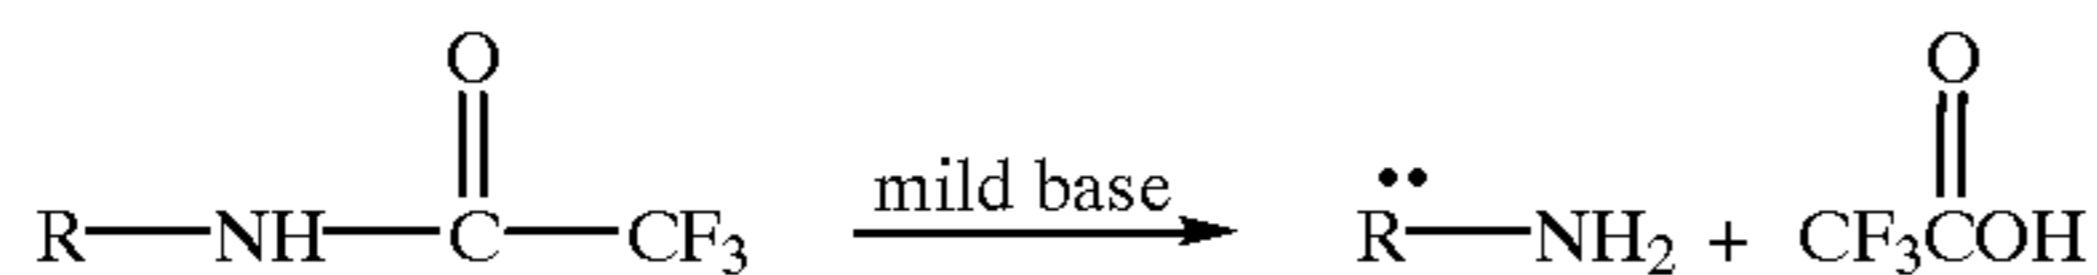 O O
R—NH—C—CF₃ mild base R̈—NH₂ + CF₃COH